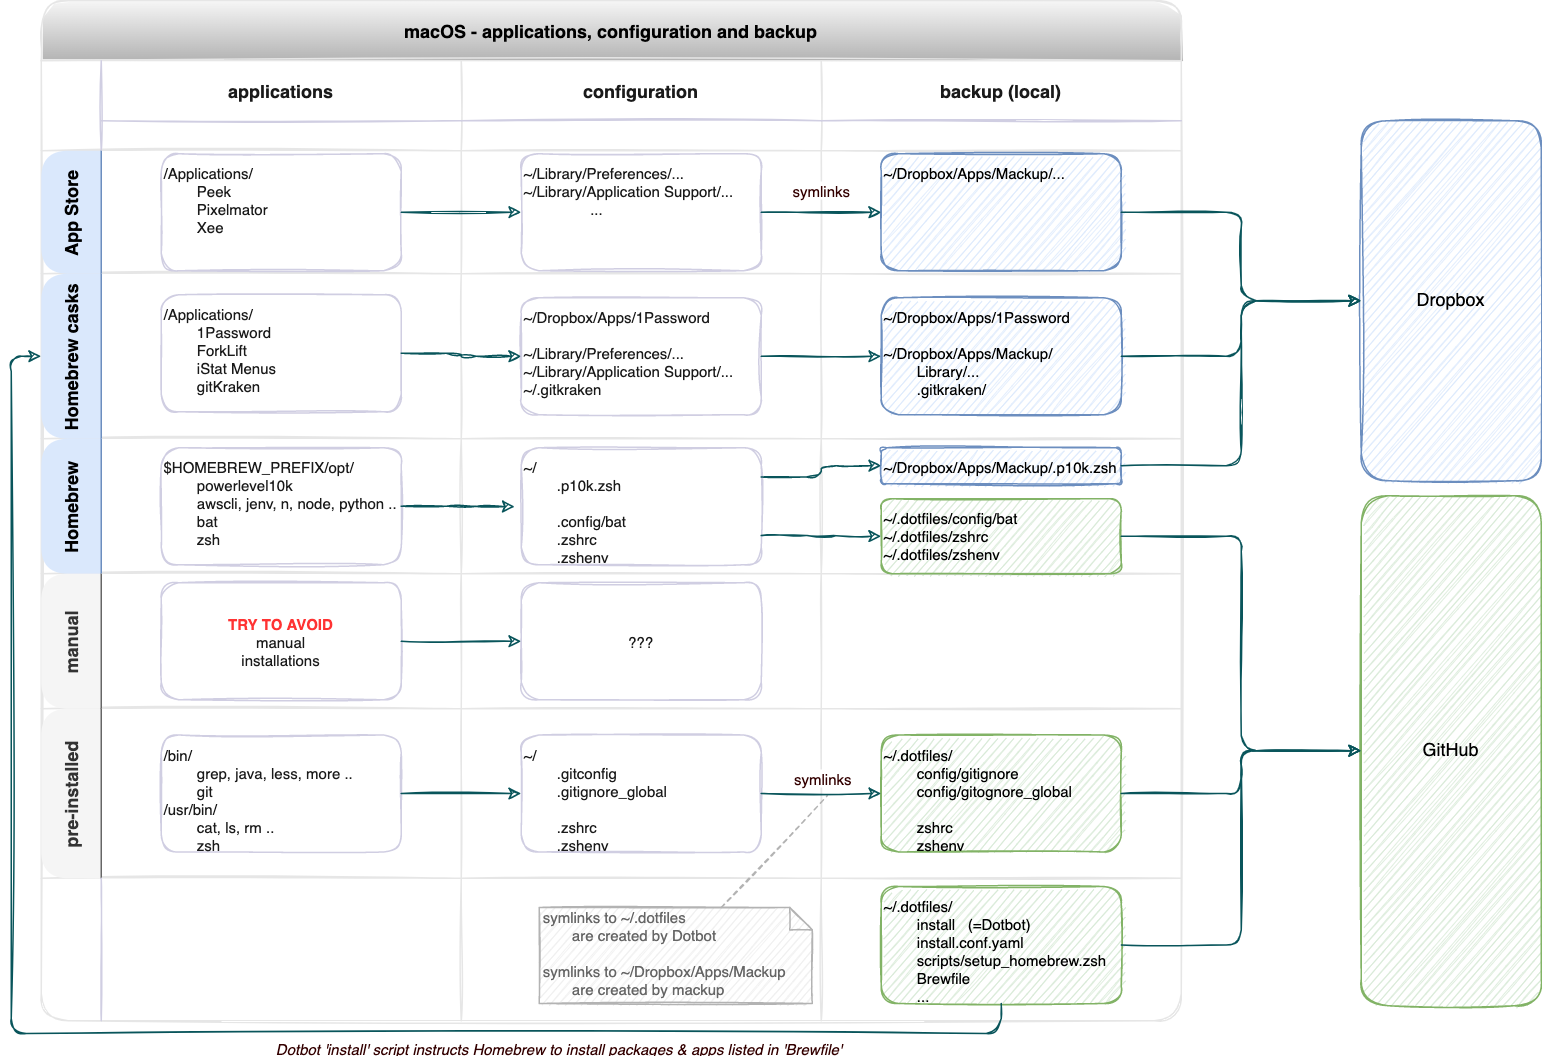 macOS - applications, configuration and backup
applications
configuration
backup (local)
App Store
/Applications/
Peek
Pixelmator
Xee
~/Library/Preferences/...
~/Library/Application Support/...
...
symlinks
~/Dropbox/Apps/Mackup/...
Dropbox
Homebrew casks
/Applications/
1Password
ForkLift
iStat Menus
gitKraken
~/Dropbox/Apps/1Password
~/Library/Preferences/...
~/Library/Application Support/...
~/.gitkraken
~/Dropbox/Apps/1Password
~/Dropbox/Apps/Mackup/
Library/...
.gitkraken/
Homebrew
$HOMEBREW_PREFIX/opt/
powerlevel10k
awscli, jenv, n, node, python ..
bat
zsh
~/
.p10k.zsh
.config/bat
.zshrc
.zshenv
~/Dropbox/Apps/Mackup/.p10k.zsh
~/.dotfiles/config/bat
~/.dotfiles/zshrc
~/.dotfiles/zshenv
manual
TRY TO AVOID
manual
installations
???
GitHub
pre-installed
/bin/
grep, java, less, more ..
git
/usr/bin/
cat, ls, rm ..
zsh
~/
.gitconfig
.gitignore_global
.zshrc
.zshenv
symlinks
~/.dotfiles/
config/gitignore
config/gitognore_global
zshrc
zshenv
symlinks to ~/.dotfiles
are created by Dotbot
symlinks to ~/Dropbox/Apps/Mackup
are created by mackup
~/.dotfiles/
install (=Dotbot)
install.conf.yaml
scripts/setup_homebrew.zsh
Brewfile
...
Dotbot 'install' script instructs Homebrew to install packages & apps listed in 'Brewfile'